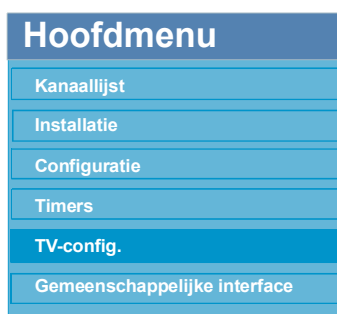 Hoofdmenu
Kanaallijst
Installatie
Configuratie
Timers
TV-config.
Gemeenschappelijke interface